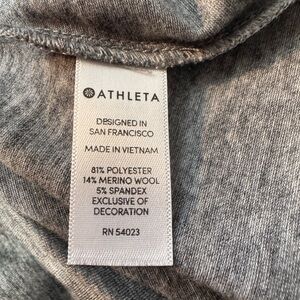 ATHLETA
DESIGNED IN
SAN FRANCISCO
MADE IN VIETNAM
81% POLYESTER
14% MERINO WOOL
5% SPANDEX
EXCLUSIVE OF
DECORATION
RN 54023